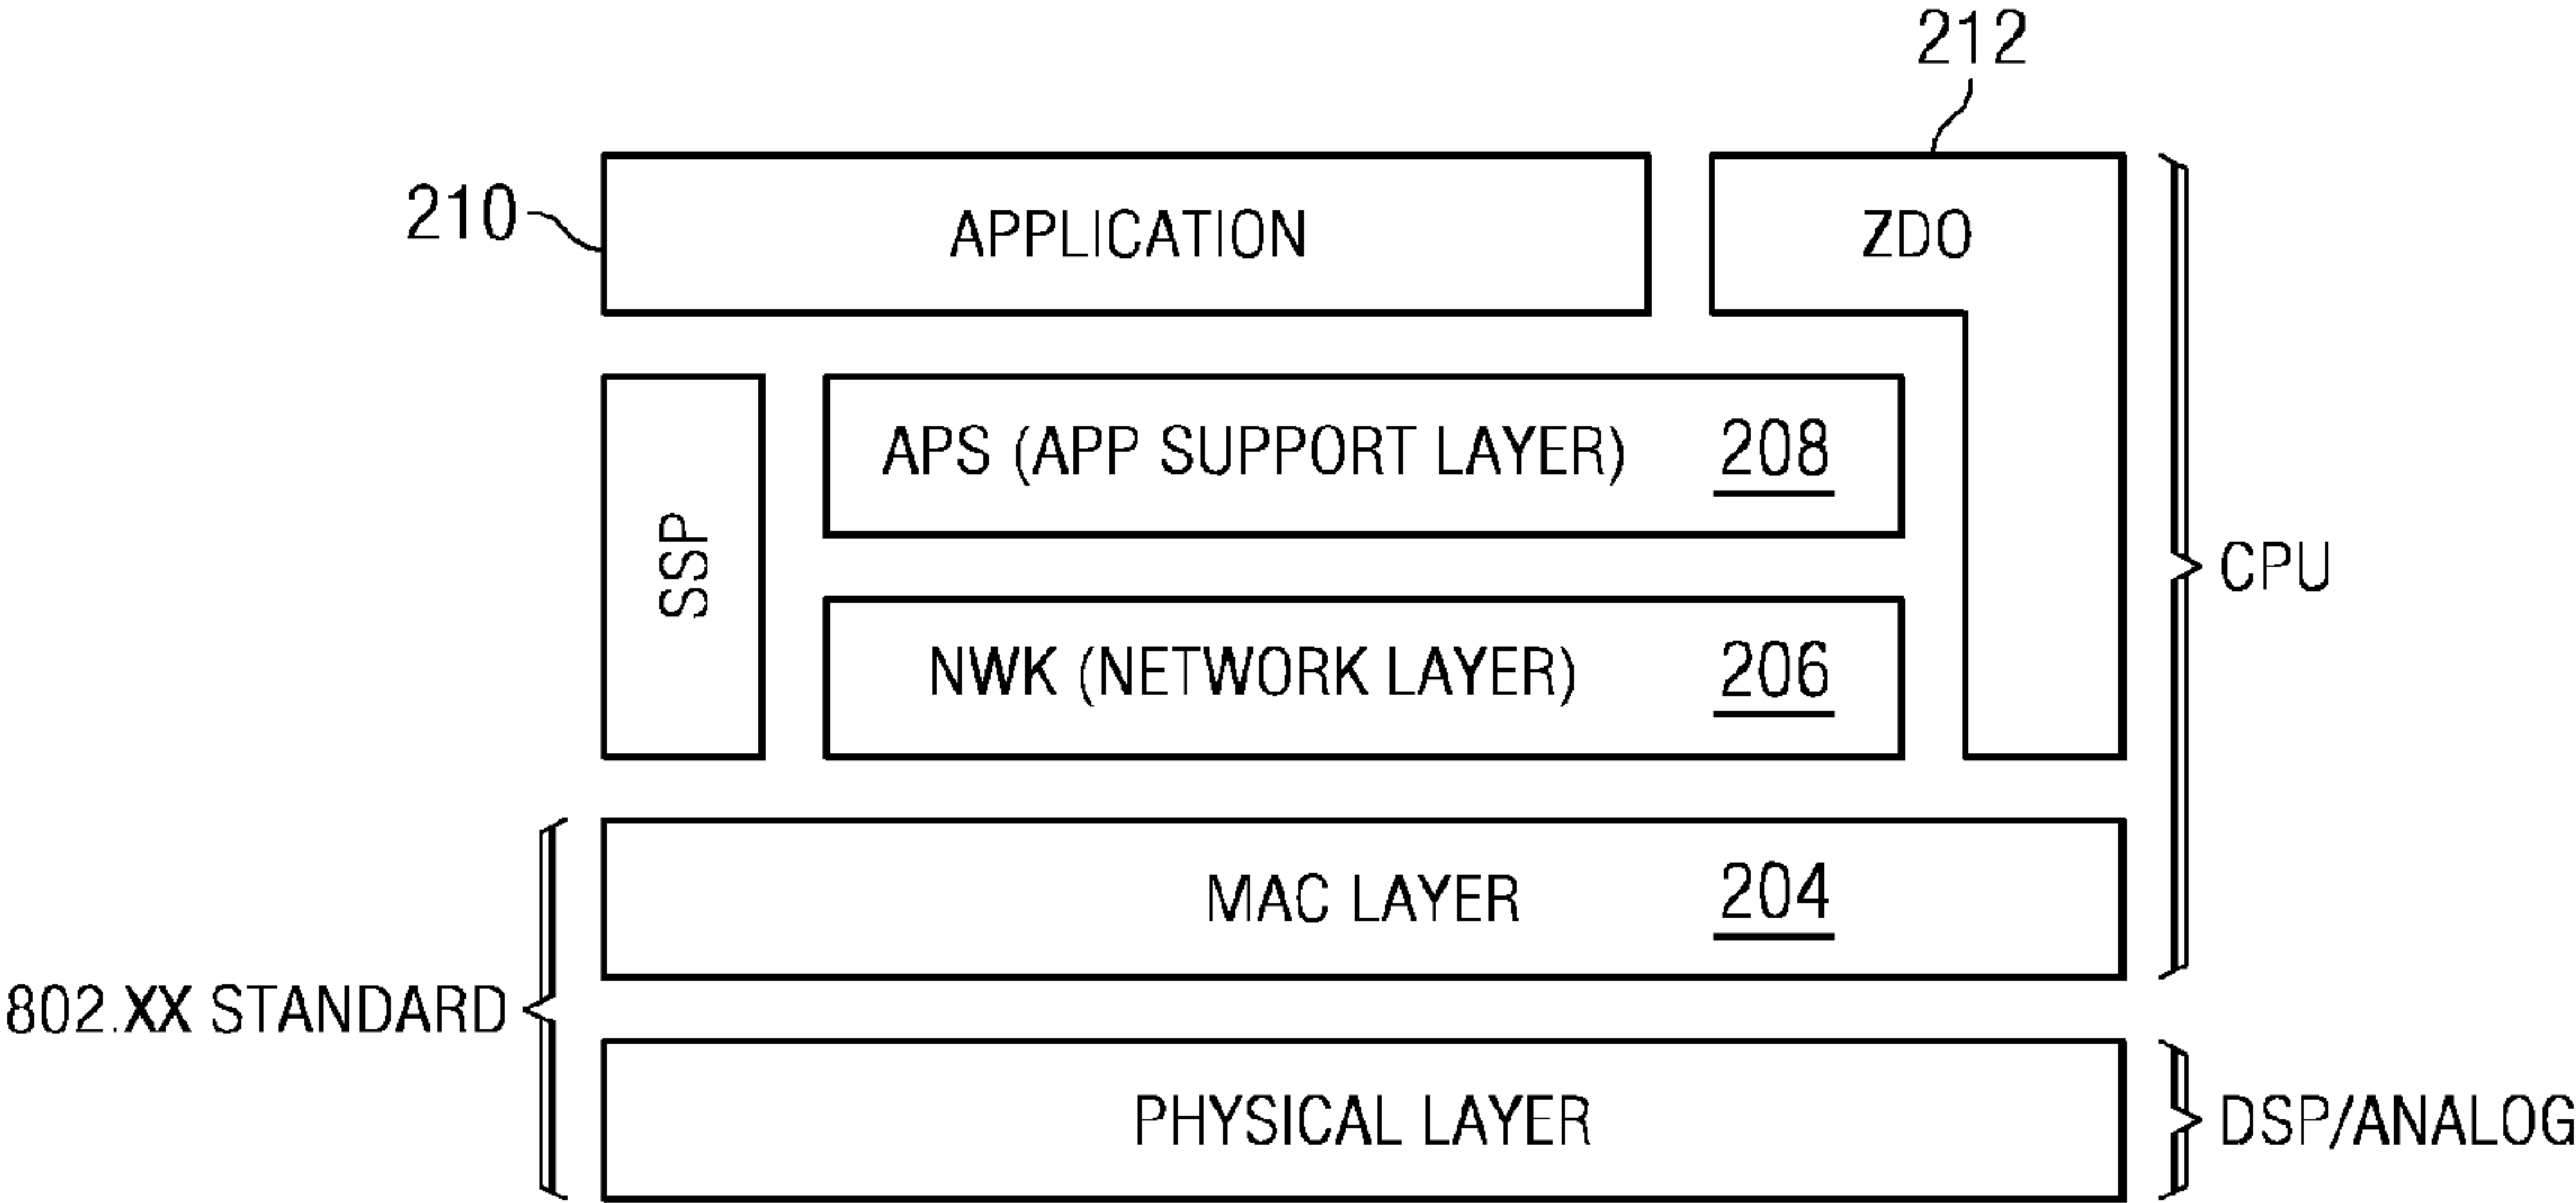 212
210
APPLICATION
ZDO
APS (APP SUPPORT LAYER) 208
SSP
CPU
NWK (NETWORK LAYER) 206
MAC LAYER 204
802.XX STANDARD
PHYSICAL LAYER
DSP/ANALOG